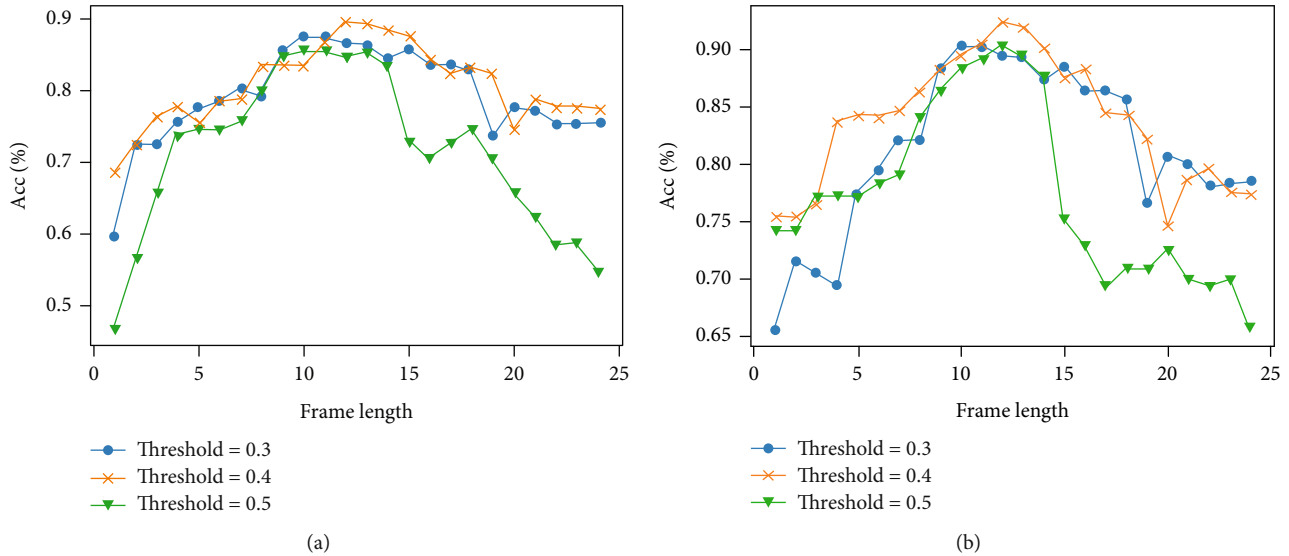 0.9
0.8
0.7
0.6
0.5
Acc (%)
0 5 10 15 20 25
Frame length
Threshold = 0.3
Threshold = 0.4
Threshold = 0.5
(a)
0.90
0.85
0.80
0.75
0.70
0.65
Acc (%)
0 5 10 15 20 25
Frame length
Threshold = 0.3
Threshold = 0.4
Threshold = 0.5
(b)